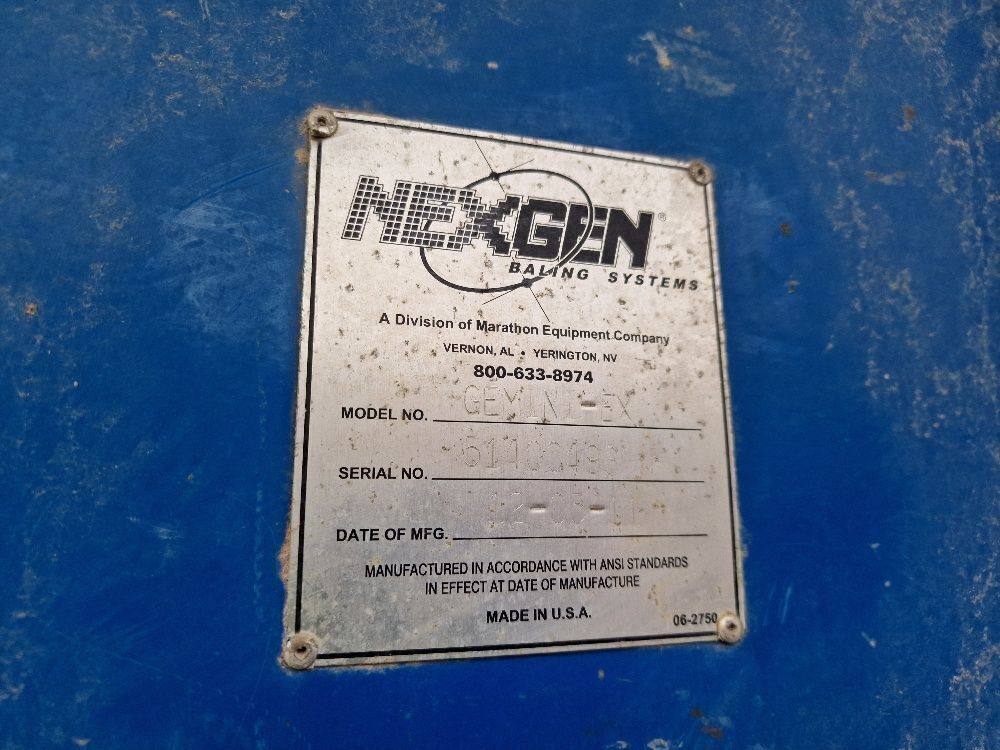 NEXGEN®
BALING SYSTEMS
A Division of Marathon Equipment Company
VERNON, AL • YERINGTON, NV
800-633-8974
MODEL NO. GEMINI-EX
SERIAL NO.
DATE OF MFG.
MANUFACTURED IN ACCORDANCE WITH ANSI STANDARDS
IN EFFECT AT DATE OF MANUFACTURE
MADE IN U.S.A.
06-2750